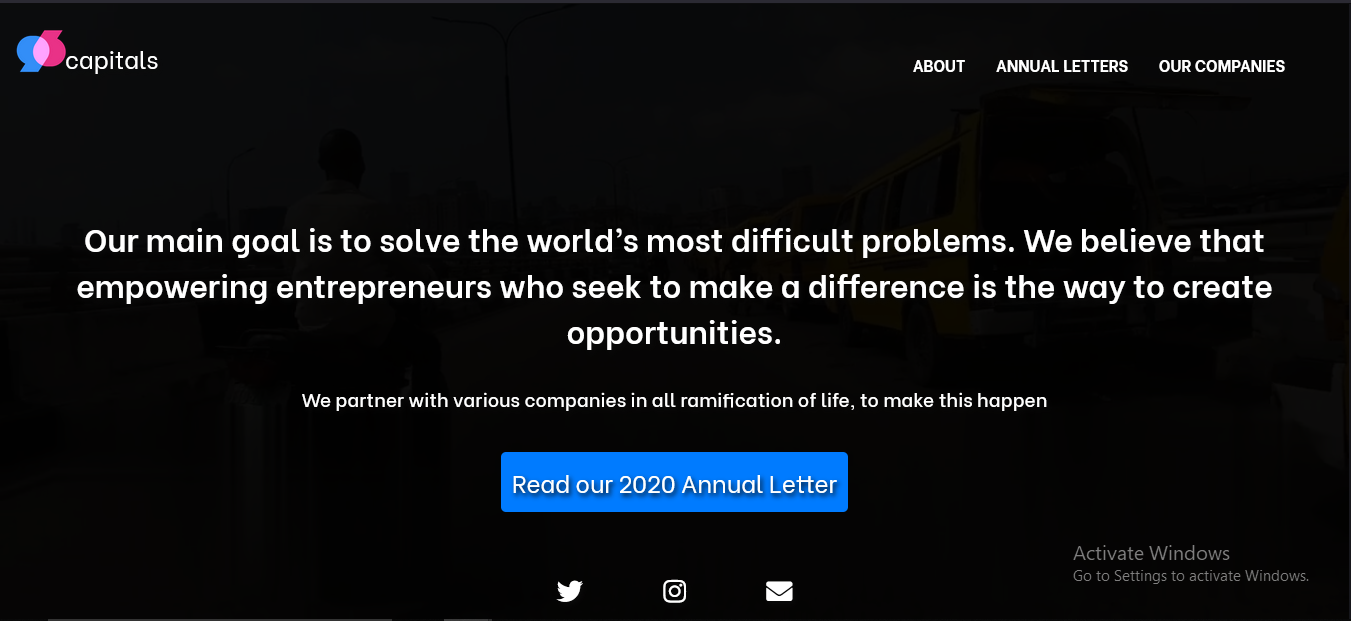 capitals
ABOUT ANNUAL LETTERS OUR COMPANIES
Our main goal is to solve the world's most difficult problems. We believe that
empowering entrepreneurs who seek to make a difference is the way to create
opportunities.
We partner with various companies in all ramification of life, to make this happen
Read our 2020 Annual Letter
Activate Windows
Go to Settings to activate Windows.